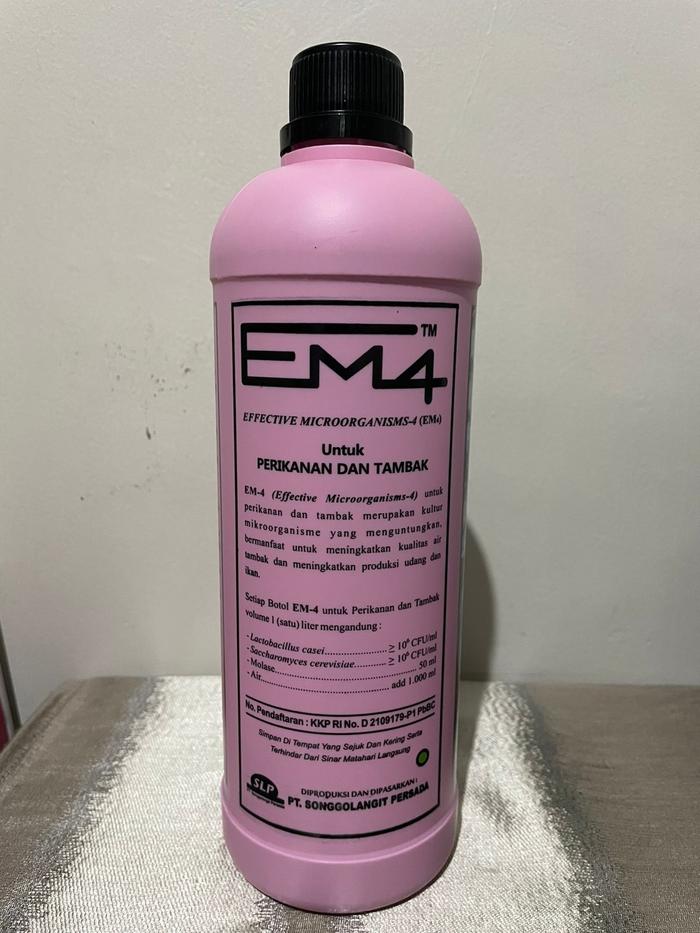 EM4 ™
EFFECTIVE MICROORGANISMS-4 (EM₄)
Untuk
PERIKANAN DAN TAMBAK
EM-4 (Effective Microorganisms-4) untuk
perikanan dan tambak merupakan kultur
mikroorganisme yang menguntungkan,
bermanfaat untuk meningkatkan kualitas air
tambak dan meningkatkan produksi udang dan
ikan.
Setiap Botol EM-4 untuk Perikanan dan Tambak
volume 1 (satu) liter mengandung :
- Lactobacillus casei.................... ≥ 10⁶ CFU/ml
- Saccharomyces cerevisiae........... ≥ 10⁶ CFU/ml
- Molase........................................ 50 ml
- Air........................................ add 1.000 ml
No. Pendaftaran : KKP RI No. D 2109179-P1 PbBC
Simpan Di Tempat Yang Sejuk Dan Kering Serta
Terhindar Dari Sinar Matahari Langsung
SLP
DIPRODUKSI DAN DIPASARKAN :
PT. SONGGOLANGIT PERSADA